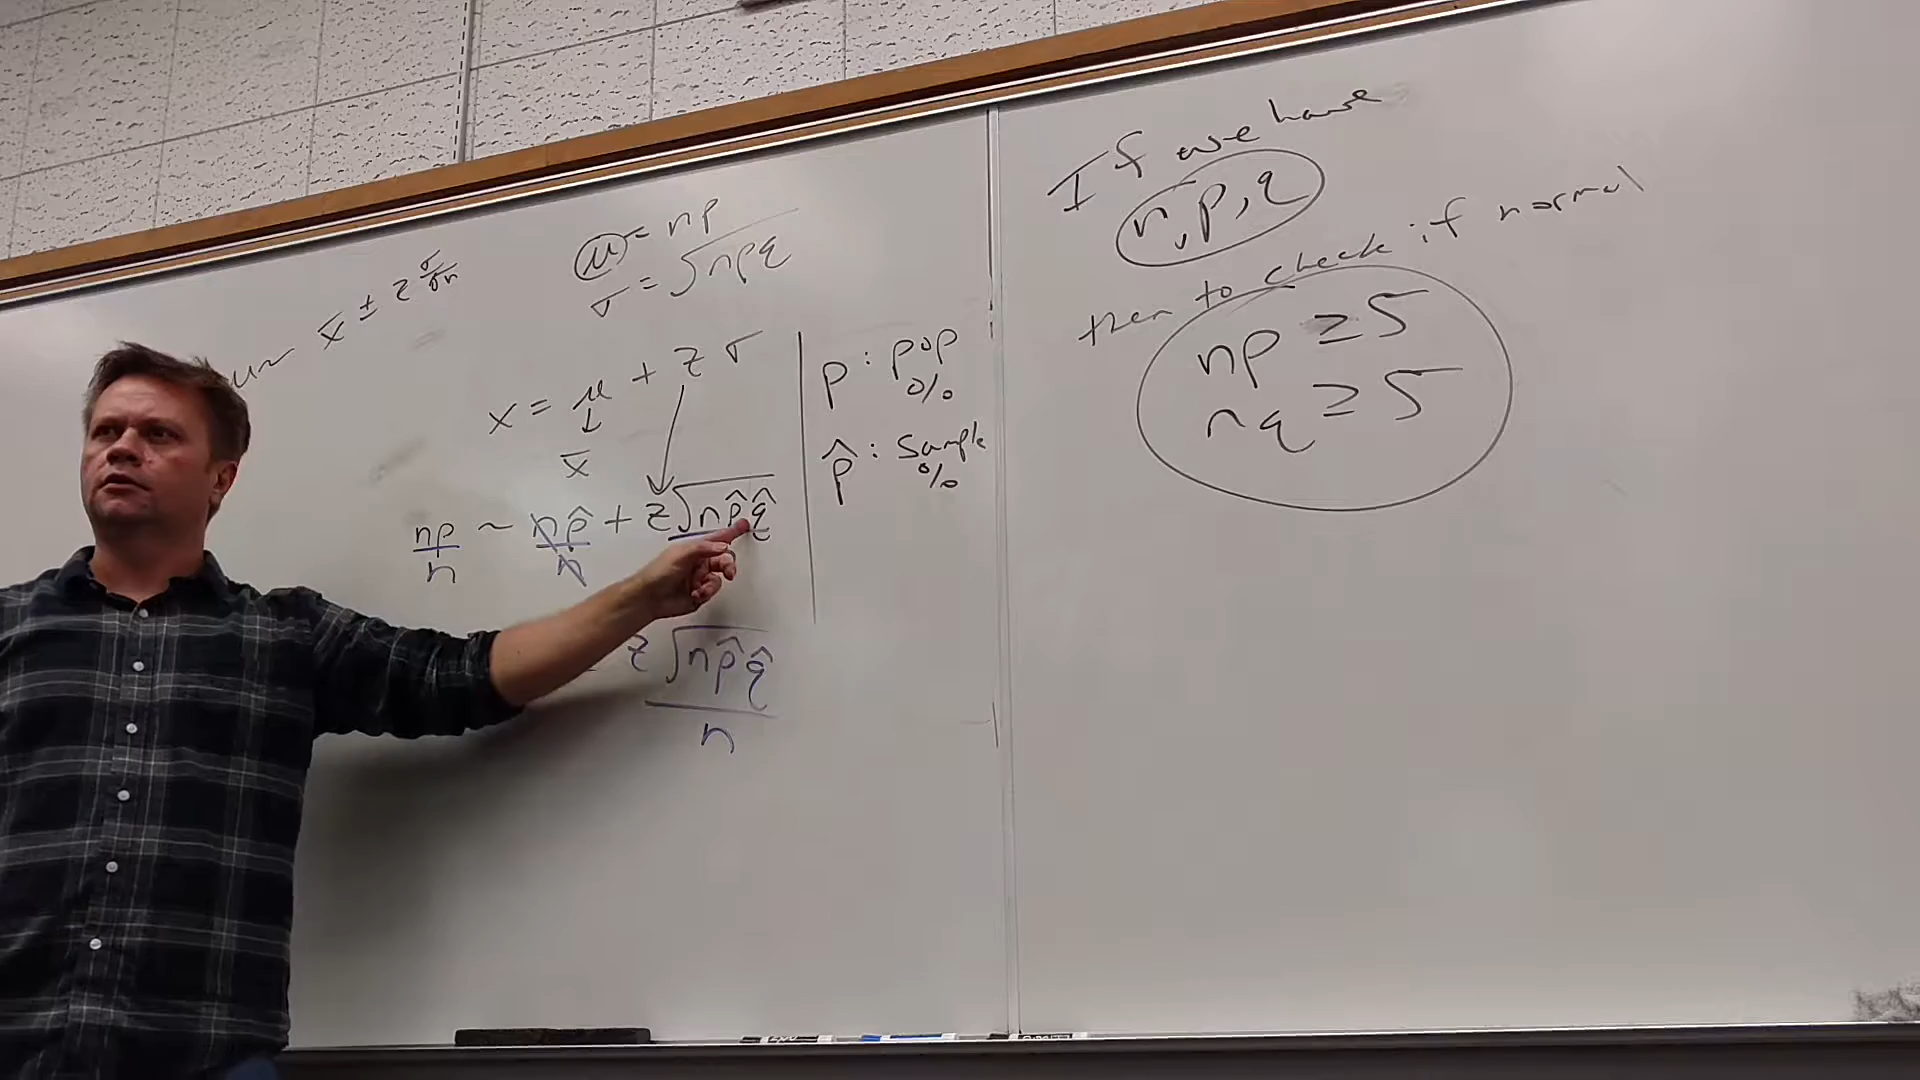 μ ~ x̄ ± z σ/√n
μ = np
σ = √npq
x = μ + z σ
↓
x̄
np/n ~ np̂/n + z√np̂q̂/n
z √np̂q̂/n
p : pop %
p̂ : Sample %
If we have
n, p, q
then to check if normal
np ≥ 5
nq ≥ 5